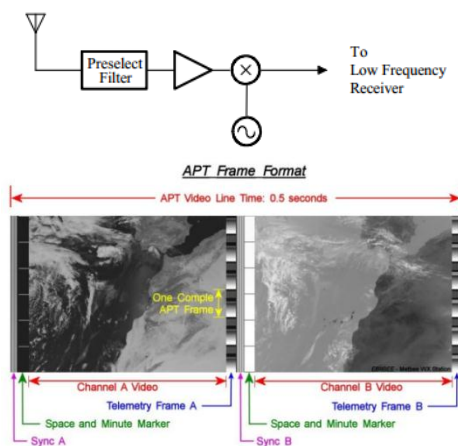 Preselect
Filter
To
Low Frequency
Receiver
APT Frame Format
APT Video Line Time: 0.5 seconds
One Comple
APT Frame
Channel A Video
Channel B Video
Telemetry Frame A
Telemetry Frame B
Space and Minute Marker
Space and Minute Marker
Sync A
Sync B